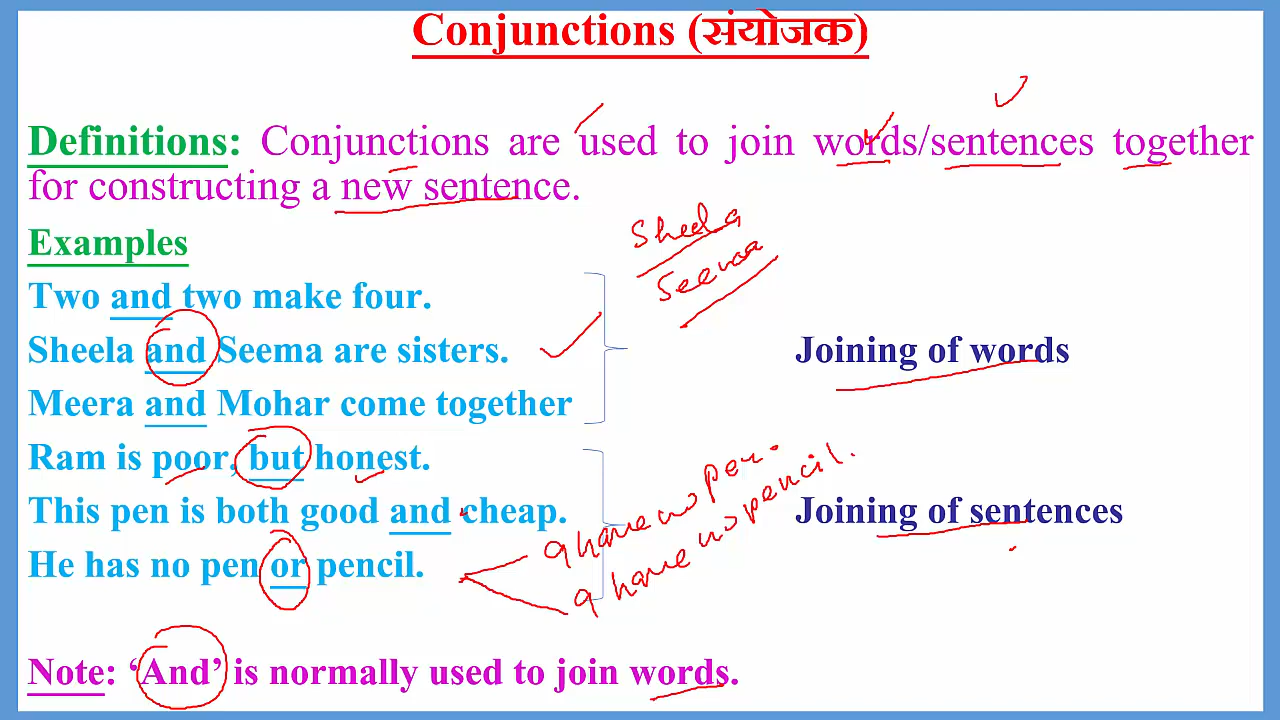 Conjunctions (संयोजक)
Definitions: Conjunctions are used to join words/sentences together
for constructing a new sentence.
Examples
Sheela
Seema
Two and two make four.
Sheela and Seema are sisters.
Joining of words
Meera and Mohar come together
Ram is poor, but honest.
This pen is both good and cheap.
Joining of sentences
He has no pen or pencil.
I have no pen.
I have no pencil.
Note: ‘And’ is normally used to join words.